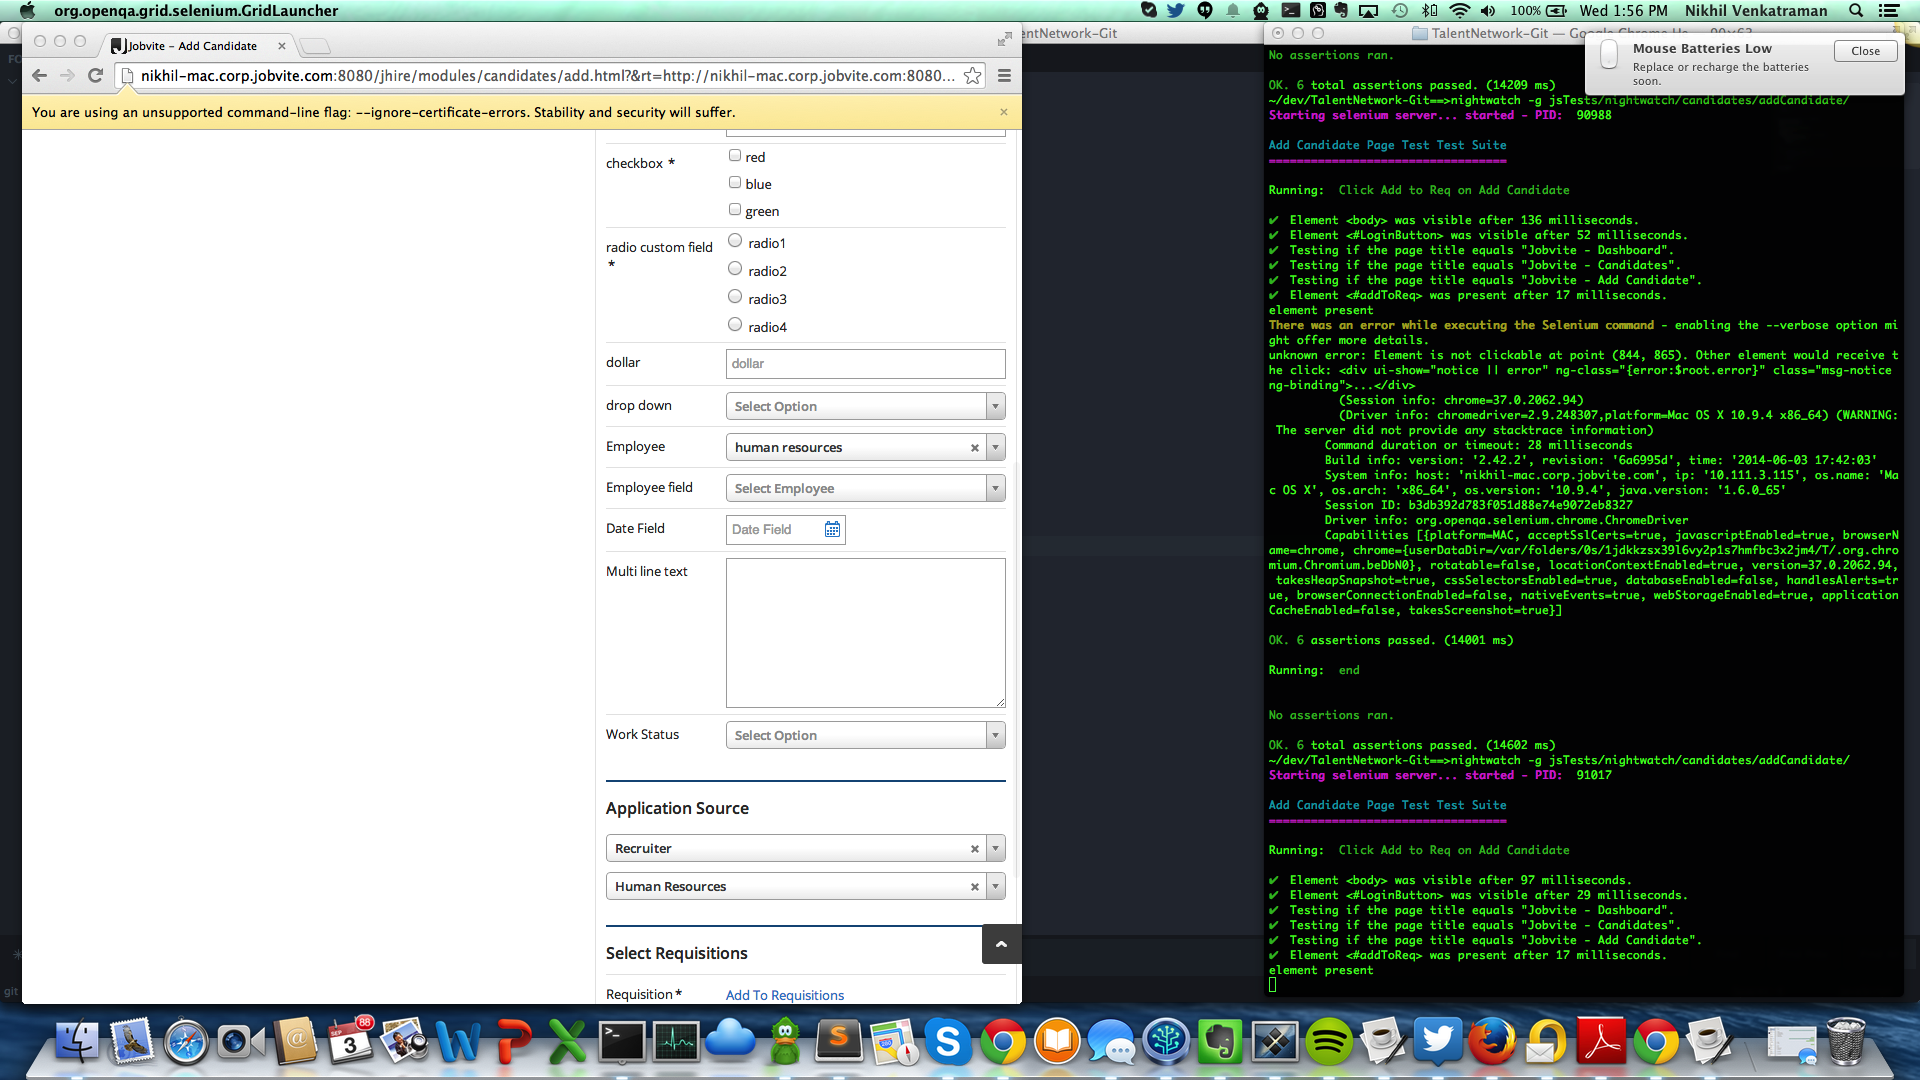 org.openqa.grid.selenium.GridLauncher
100%
Wed 1:56 PM
Nikhil Venkatraman
Jobvite - Add Candidate
nikhil-mac.corp.jobvite.com:8080/jhire/modules/candidates/add.html?&rt=http://nikhil-mac.corp.jobvite.com:8080...
You are using an unsupported command-line flag: --ignore-certificate-errors. Stability and security will suffer.
checkbox *
red
blue
green
radio custom field
*
radio1
radio2
radio3
radio4
dollar
dollar
drop down
Select Option
Employee
human resources
Employee field
Select Employee
Date Field
Date Field
Multi line text
Work Status
Select Option
Application Source
Recruiter
Human Resources
Select Requisitions
Requisition *
Add To Requisitions
entNetwork-Git
TalentNetwork-Git — Google Chrome He
Mouse Batteries Low
Replace or recharge the batteries
soon.
Close
No assertions ran.
OK. 6 total assertions passed. (14209 ms)
~/dev/TalentNetwork-Git==>nightwatch -g jsTests/nightwatch/candidates/addCandidate/
Starting selenium server... started - PID:  90988
Add Candidate Page Test Test Suite
==================================
Running:  Click Add to Req on Add Candidate
✔  Element <body> was visible after 136 milliseconds.
✔  Element <#LoginButton> was visible after 52 milliseconds.
✔  Testing if the page title equals "Jobvite - Dashboard".
✔  Testing if the page title equals "Jobvite - Candidates".
✔  Testing if the page title equals "Jobvite - Add Candidate".
✔  Element <#addToReq> was present after 17 milliseconds.
element present
There was an error while executing the Selenium command - enabling the --verbose option mi
ght offer more details.
unknown error: Element is not clickable at point (844, 865). Other element would receive t
he click: <div ui-show="notice || error" ng-class="{error:$root.error}" class="msg-notice
ng-binding">...</div>
(Session info: chrome=37.0.2062.94)
(Driver info: chromedriver=2.9.248307,platform=Mac OS X 10.9.4 x86_64) (WARNING:
The server did not provide any stacktrace information)
Command duration or timeout: 28 milliseconds
Build info: version: '2.42.2', revision: '6a6995d', time: '2014-06-03 17:42:03'
System info: host: 'nikhil-mac.corp.jobvite.com', ip: '10.111.3.115', os.name: 'Ma
c OS X', os.arch: 'x86_64', os.version: '10.9.4', java.version: '1.6.0_65'
Session ID: b3db392d783f051d88e74e9072eb8327
Driver info: org.openqa.selenium.chrome.ChromeDriver
Capabilities [{platform=MAC, acceptSslCerts=true, javascriptEnabled=true, browserN
ame=chrome, chrome={userDataDir=/var/folders/0s/1jdkkzsx39l6vy2p1s7hmfbc3x2jm4/T/.org.chro
mium.Chromium.beDbN0}, rotatable=false, locationContextEnabled=true, version=37.0.2062.94,
takesHeapSnapshot=true, cssSelectorsEnabled=true, databaseEnabled=false, handlesAlerts=tr
ue, browserConnectionEnabled=false, nativeEvents=true, webStorageEnabled=true, application
CacheEnabled=false, takesScreenshot=true}]
OK. 6 assertions passed. (14001 ms)
Running:  end
No assertions ran.
OK. 6 total assertions passed. (14602 ms)
~/dev/TalentNetwork-Git==>nightwatch -g jsTests/nightwatch/candidates/addCandidate/
Starting selenium server... started - PID:  91017
Add Candidate Page Test Test Suite
==================================
Running:  Click Add to Req on Add Candidate
✔  Element <body> was visible after 97 milliseconds.
✔  Element <#LoginButton> was visible after 29 milliseconds.
✔  Testing if the page title equals "Jobvite - Dashboard".
✔  Testing if the page title equals "Jobvite - Candidates".
✔  Testing if the page title equals "Jobvite - Add Candidate".
✔  Element <#addToReq> was present after 17 milliseconds.
element present
git
SEP
3
88